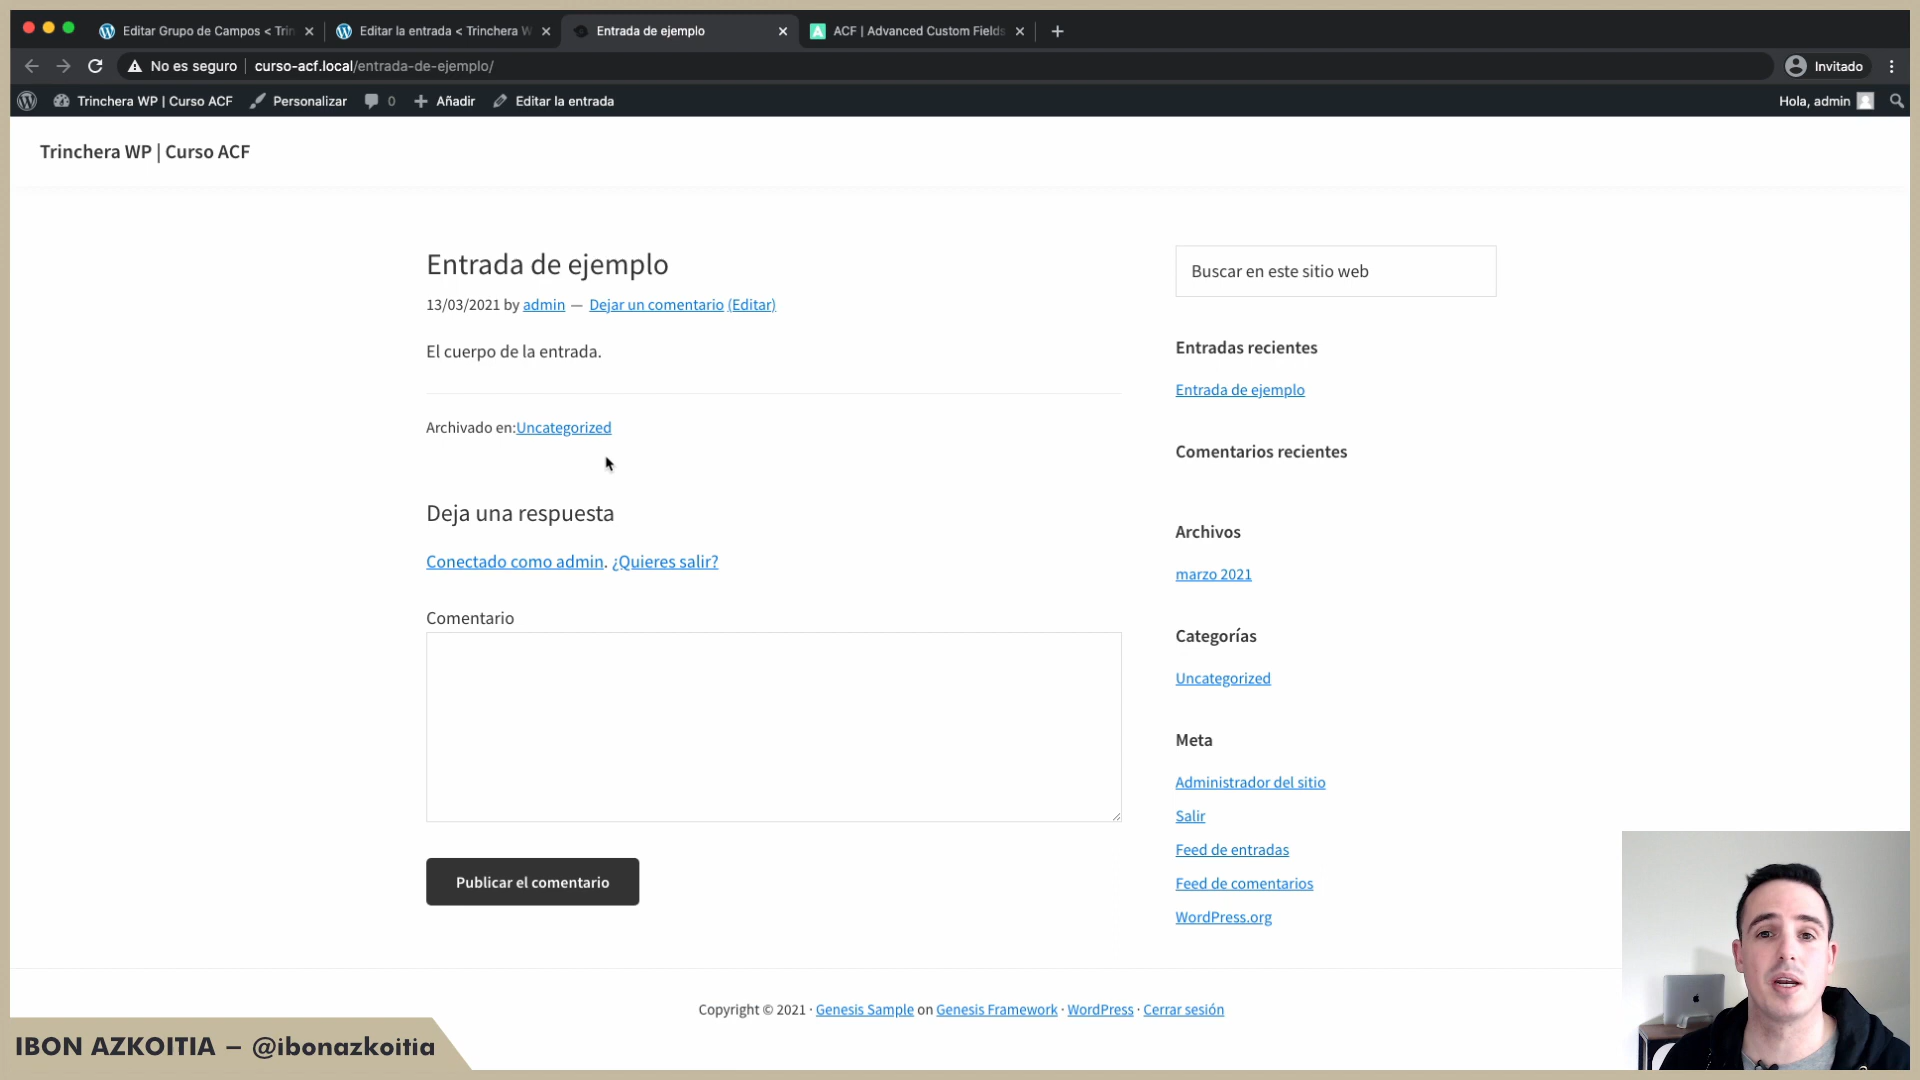 Editar Grupo de Campos < Trin
Editar la entrada < Trinchera W
Entrada de ejemplo
ACF | Advanced Custom Fields
No es seguro
curso-acf.local/entrada-de-ejemplo/
Invitado
Trinchera WP | Curso ACF
Personalizar
0
Añadir
Editar la entrada
Hola, admin
Trinchera WP | Curso ACF
Entrada de ejemplo
13/03/2021 by admin — Dejar un comentario (Editar)
El cuerpo de la entrada.
Archivado en:Uncategorized
Deja una respuesta
Conectado como admin. ¿Quieres salir?
Comentario
Publicar el comentario
Buscar en este sitio web
Entradas recientes
Entrada de ejemplo
Comentarios recientes
Archivos
marzo 2021
Categorías
Uncategorized
Meta
Administrador del sitio
Salir
Feed de entradas
Feed de comentarios
WordPress.org
Copyright © 2021 · Genesis Sample on Genesis Framework · WordPress · Cerrar sesión
IBON AZKOITIA – @ibonazkoitia